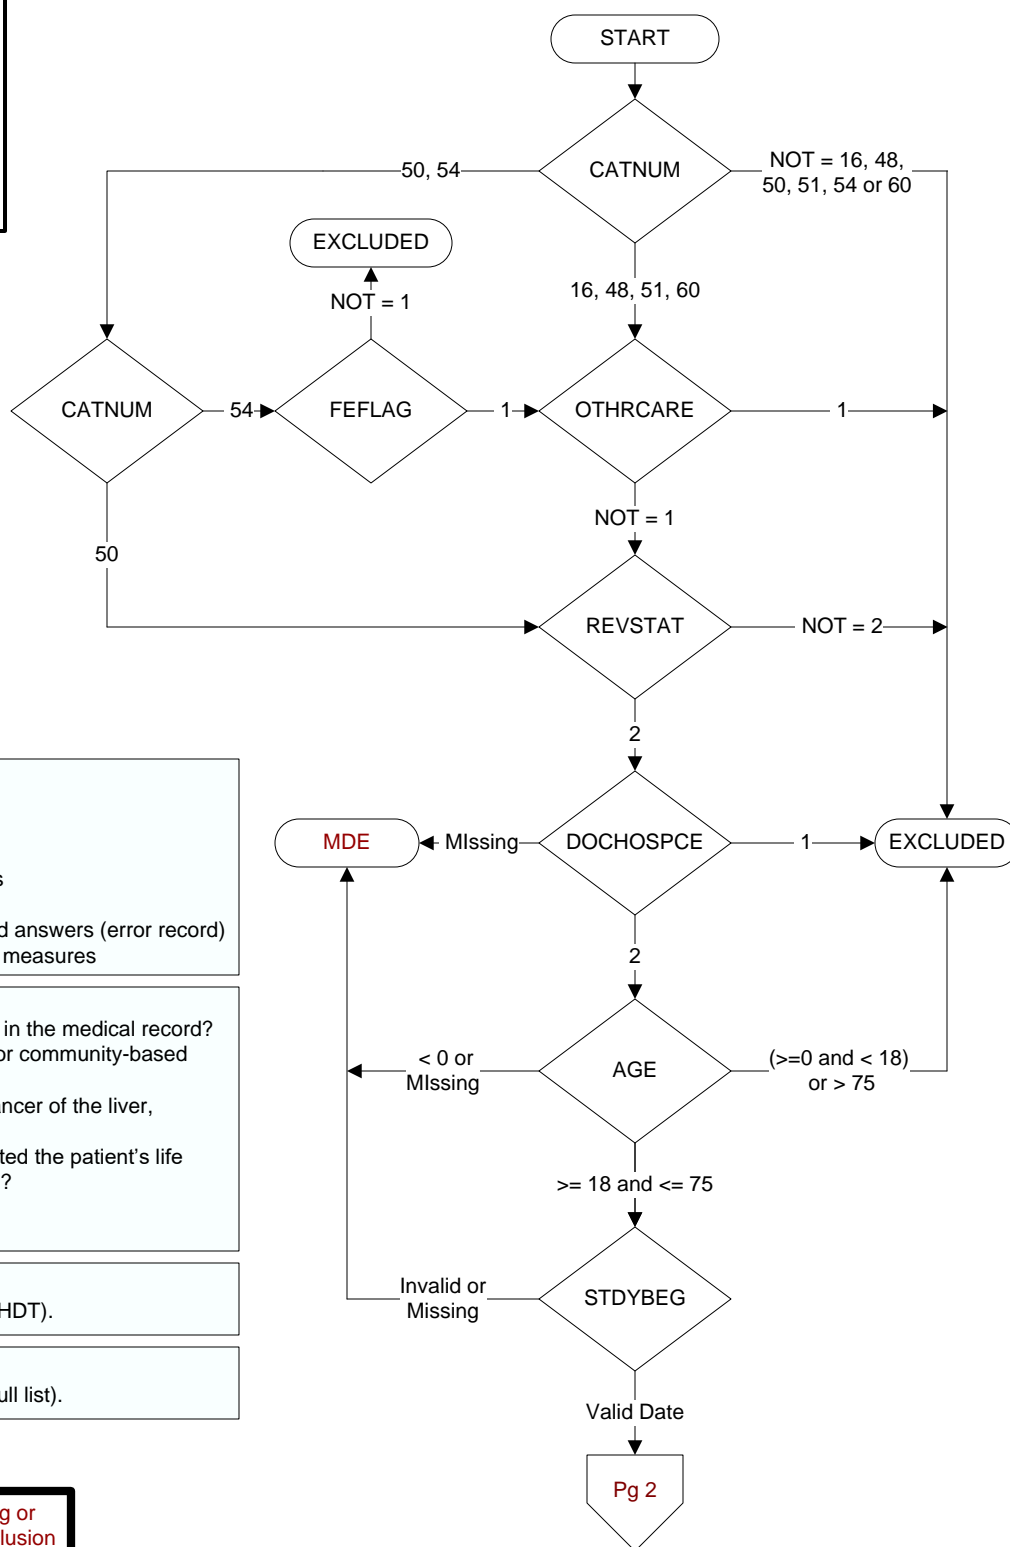 START
CATNUM
50, 54
NOT = 16, 48,
50, 51, 54 or 60
EXCLUDED
NOT = 1
16, 48, 51, 60
CATNUM
54
FEFLAG
1
OTHRCARE
1
NOT = 1
50
REVSTAT
NOT = 2
2
MDE
MIssing
DOCHOSPCE
1
EXCLUDED
2
< 0 or
MIssing
AGE
(>=0 and < 18)
or > 75
>= 18 and <= 75
Invalid or
Missing
STDYBEG
Valid Date
Pg 2
s
d answers (error record)
measures
in the medical record?
or community-based
ancer of the liver,
ted the patient's life
?
HDT).
ull list).
g or
lusion